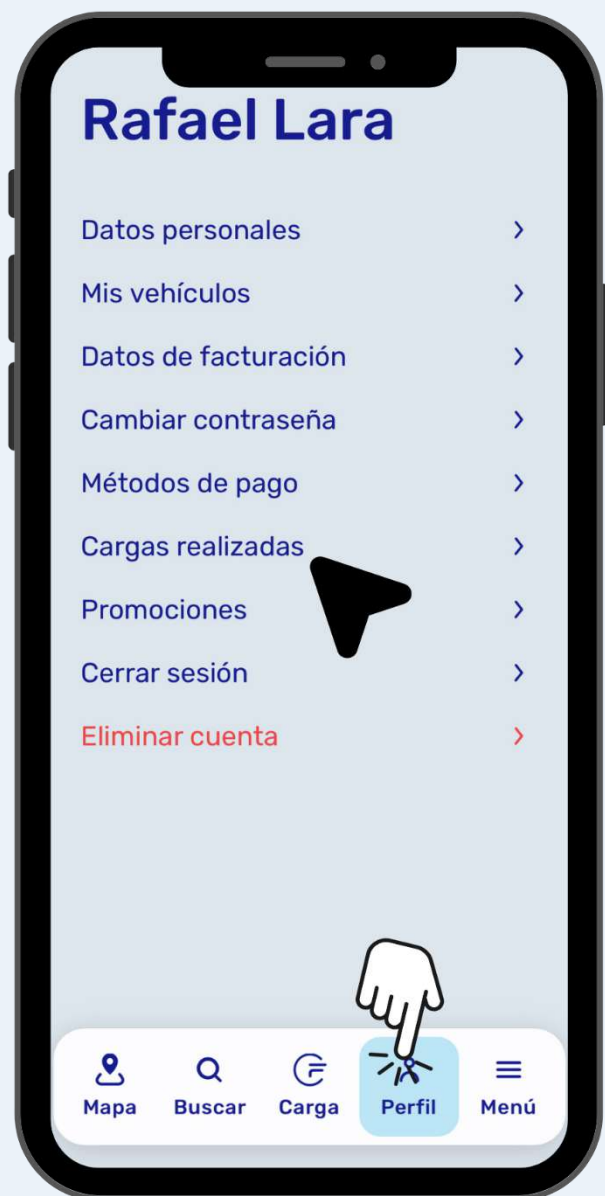 Rafael Lara
Datos personales
Mis vehículos
Datos de facturación
Cambiar contraseña
Métodos de pago
Cargas realizadas
Promociones
Cerrar sesión
Eliminar cuenta
Mapa Buscar Carga Perfil Menú